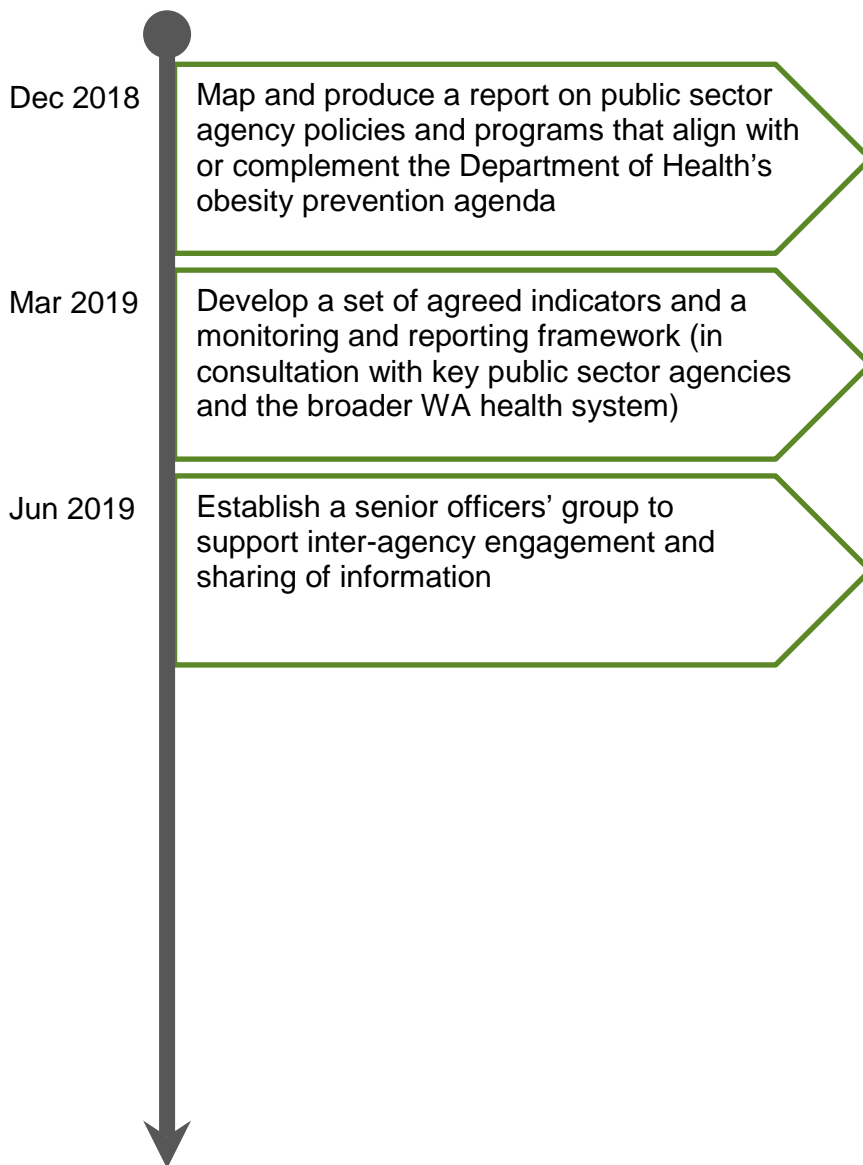 Dec 2018
Map and produce a report on public sector
agency policies and programs that align with
or complement the Department of Health’s
obesity prevention agenda
Mar 2019
Develop a set of agreed indicators and a
monitoring and reporting framework (in
consultation with key public sector agencies
and the broader WA health system)
Jun 2019
Establish a senior officers’ group to
support inter-agency engagement and
sharing of information